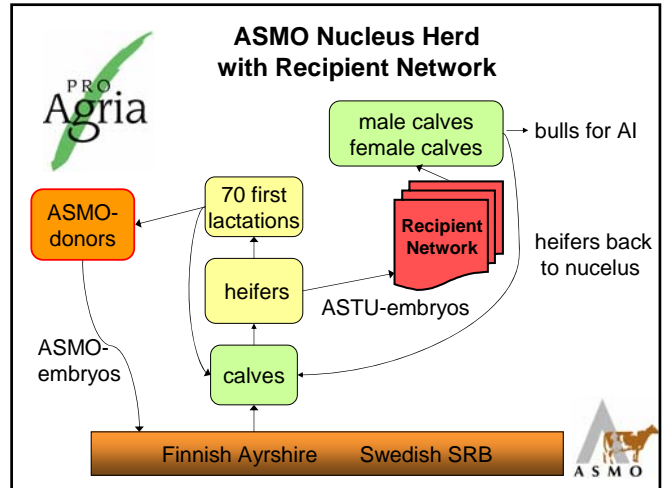 ASMO Nucleus Herd
with Recipient Network
PRO
Agria
male calves
female calves
bulls for AI
ASMO-
donors
70 first
lactations
Recipient
Network
heifers back
to nucelus
heifers
ASTU-embryos
ASMO-
embryos
calves
Finnish Ayrshire Swedish SRB
ASMO